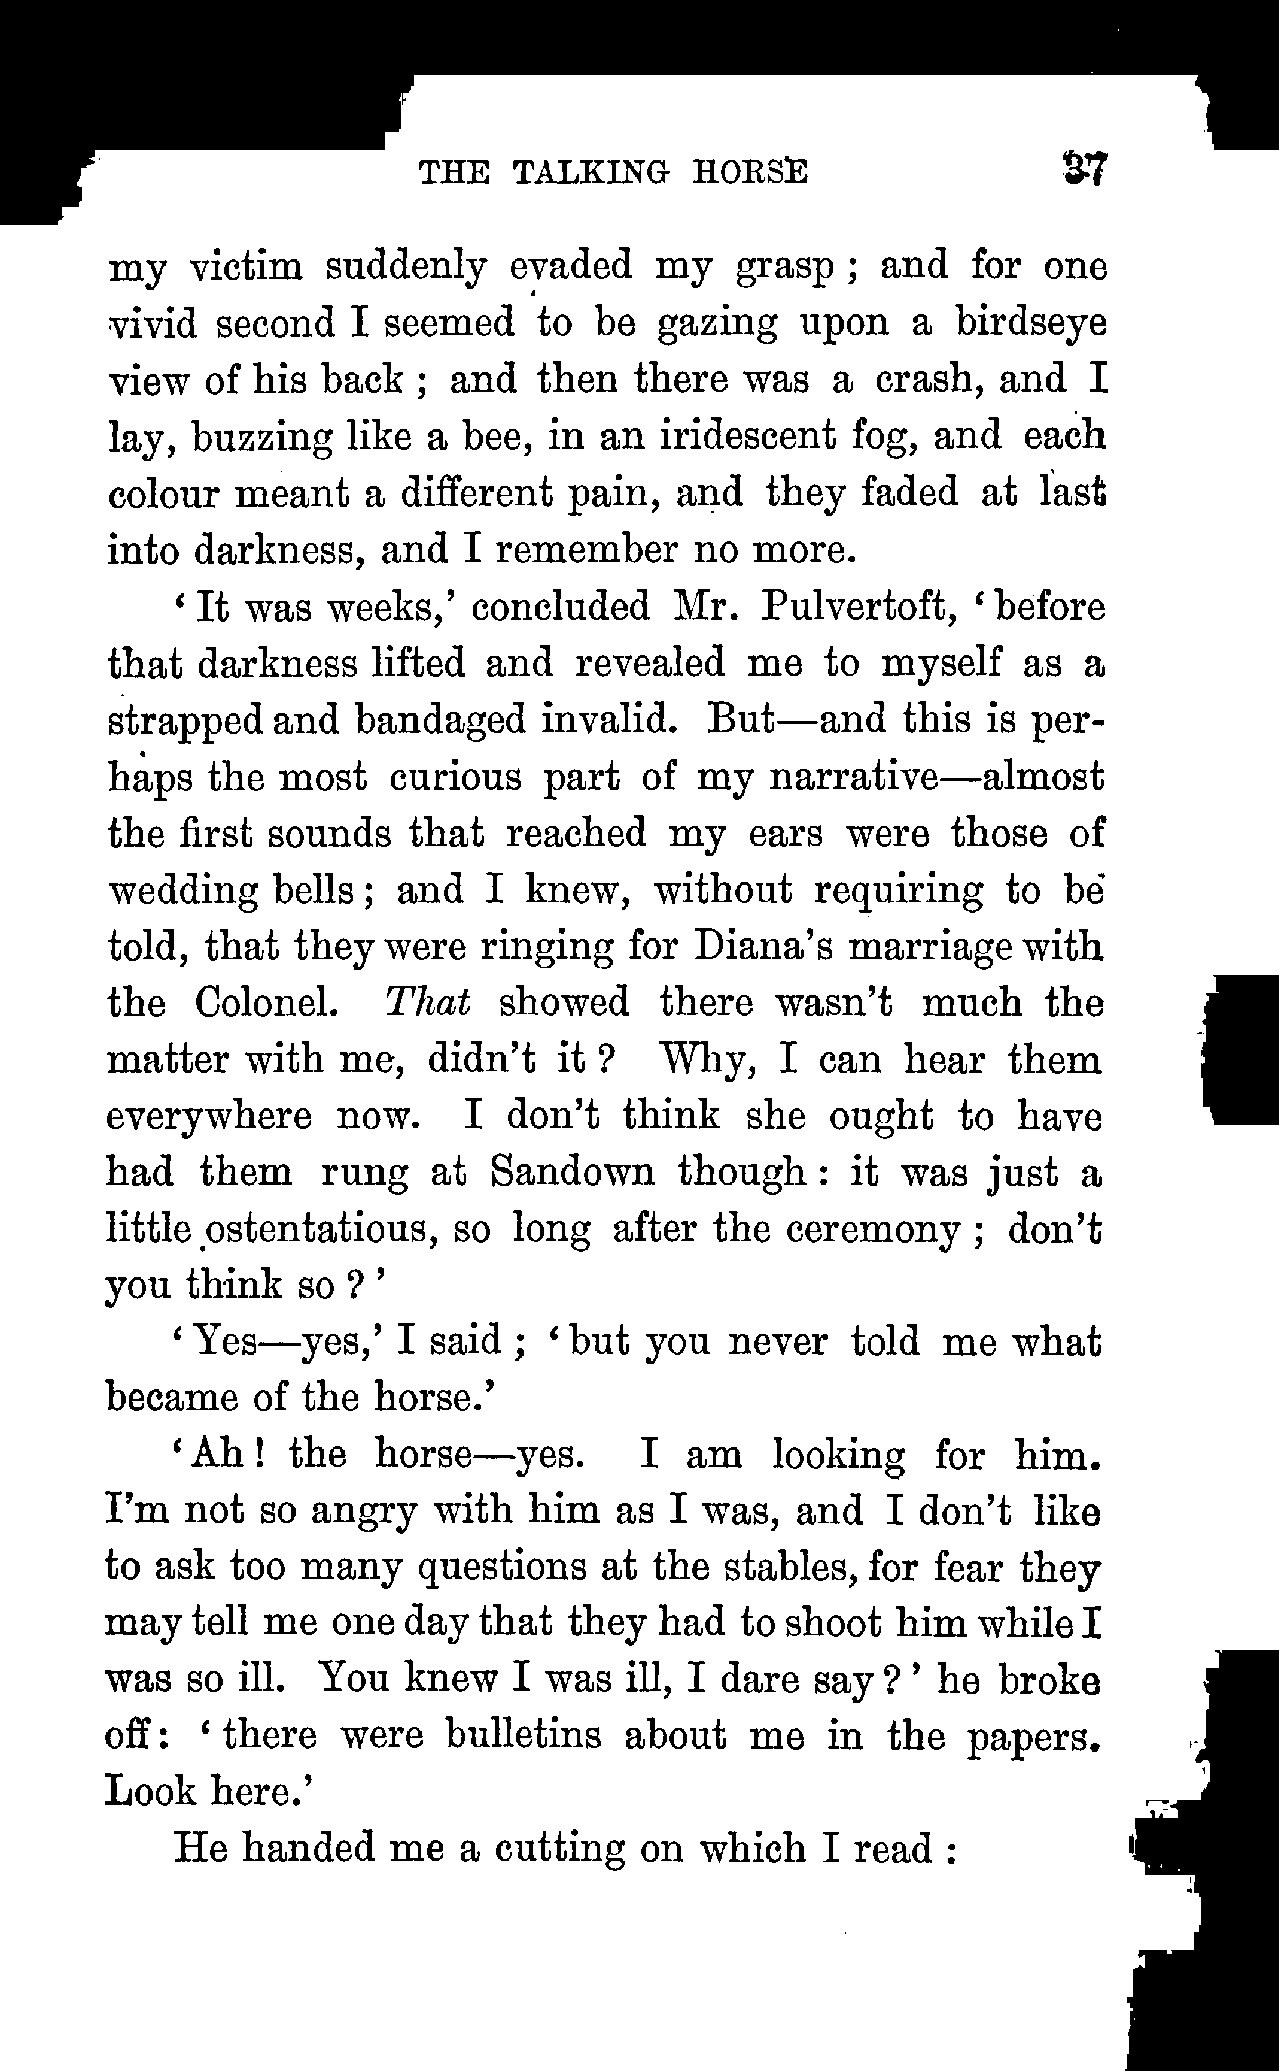 THE TALKING HORSE 37
my victim suddenly evaded my grasp ; and for one
vivid second I seemed to be gazing upon a birdseye
view of his back ; and then there was a crash, and I
lay, buzzing like a bee, in an iridescent fog, and each
colour meant a different pain, and they faded at last
into darkness, and I remember no more.
‘ It was weeks,’ concluded Mr. Pulvertoft, ‘ before
that darkness lifted and revealed me to myself as a
strapped and bandaged invalid. But—and this is per-
haps the most curious part of my narrative—almost
the first sounds that reached my ears were those of
wedding bells ; and I knew, without requiring to be
told, that they were ringing for Diana’s marriage with
the Colonel. That showed there wasn’t much the
matter with me, didn’t it ? Why, I can hear them
everywhere now. I don’t think she ought to have
had them rung at Sandown though : it was just a
little ostentatious, so long after the ceremony ; don’t
you think so ? ’
‘ Yes—yes,’ I said ; ‘ but you never told me what
became of the horse.’
‘ Ah ! the horse—yes. I am looking for him.
I’m not so angry with him as I was, and I don’t like
to ask too many questions at the stables, for fear they
may tell me one day that they had to shoot him while I
was so ill. You knew I was ill, I dare say ? ’ he broke
off : ‘ there were bulletins about me in the papers.
Look here.’
He handed me a cutting on which I read :